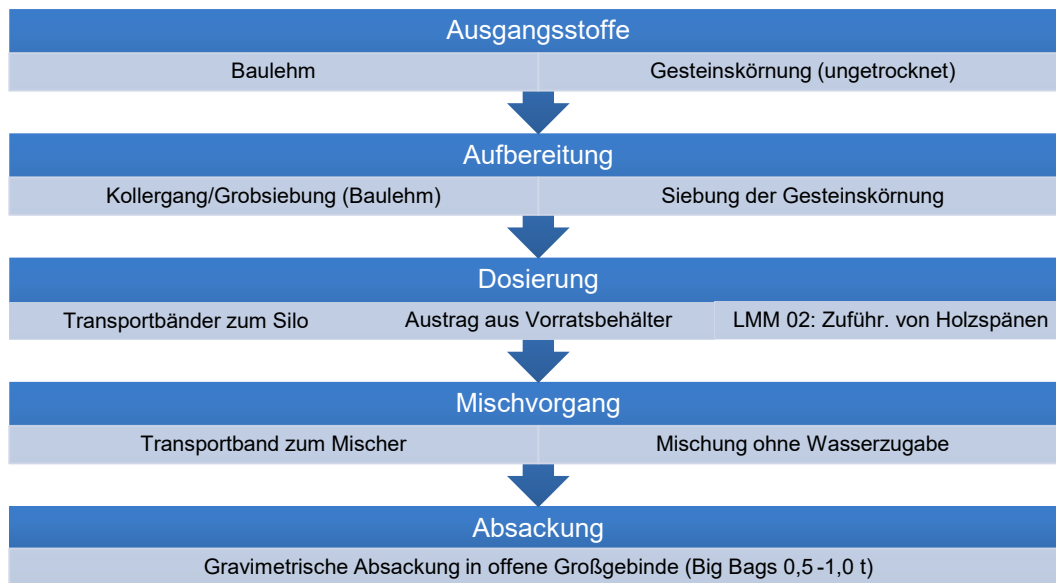 Ausgangsstoffe
Baulehm
Gesteinskörnung (ungetrocknet)
Aufbereitung
Kollergang/Grobsiebung (Baulehm)
Siebung der Gesteinskörnung
Dosierung
Transportbänder zum Silo
Austrag aus Vorratsbehälter
LMM 02: Zuführ. von Holzspänen
Mischvorgang
Transportband zum Mischer
Mischung ohne Wasserzugabe
Absackung
Gravimetrische Absackung in offene Großgebinde (Big Bags 0,5 -1,0 t)